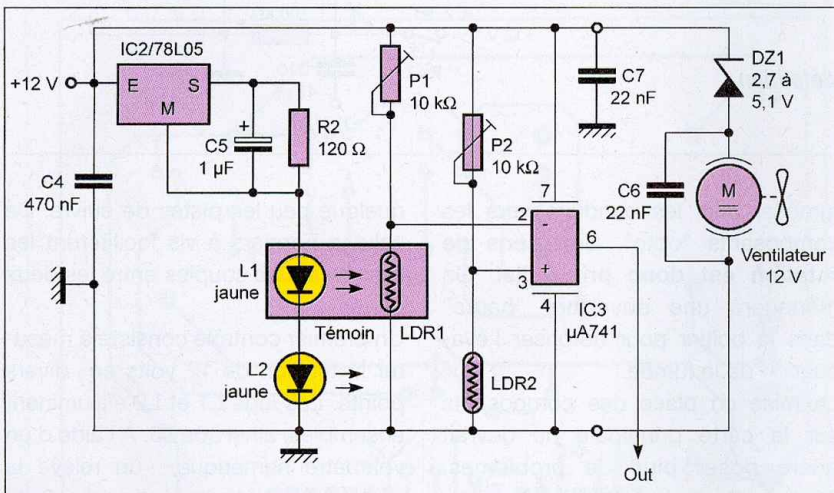 IC2/78L05
+12 V
E
S
M
C4
470 nF
+
C5
1 µF
R2
120 Ω
P1
10 kΩ
P2
10 kΩ
C7
22 nF
DZ1
2,7 à
5,1 V
C6
22 nF
M
Ventilateur
12 V
7
2
-
6
+
3
4
IC3
µA741
L1
jaune
Témoin
LDR1
L2
jaune
LDR2
Out